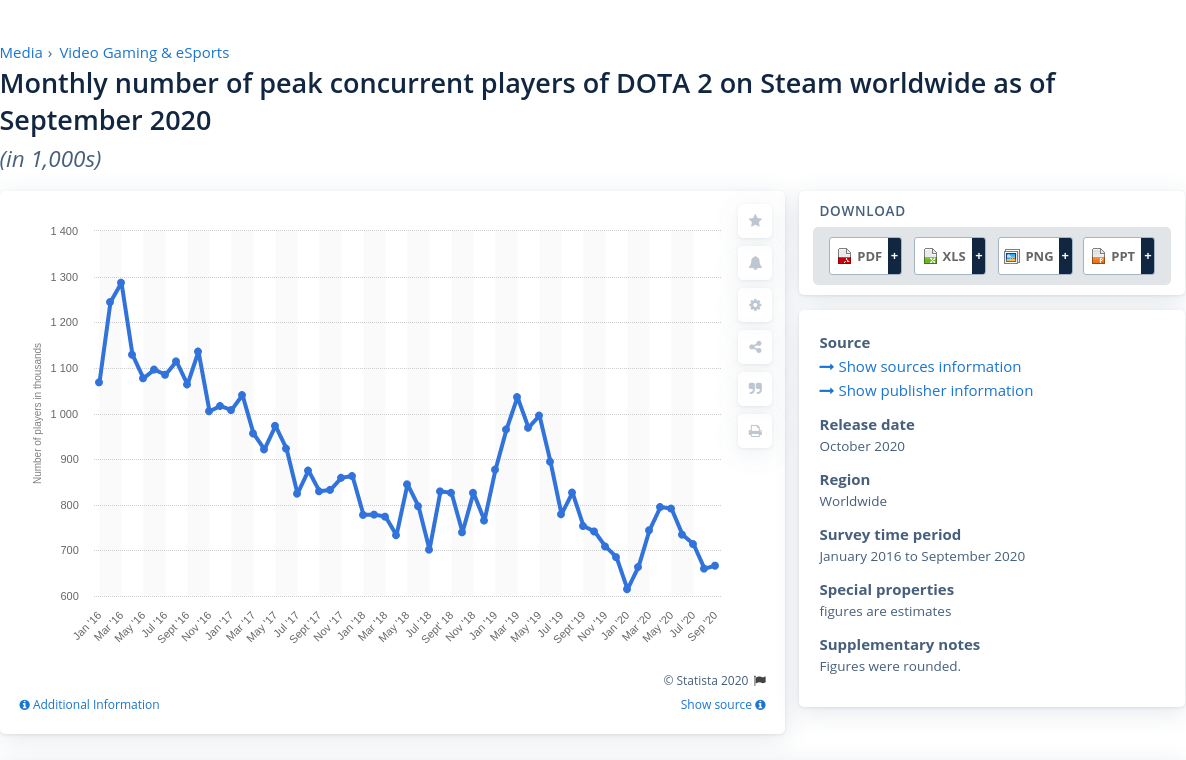 Media › Video Gaming & eSports
Monthly number of peak concurrent players of DOTA 2 on Steam worldwide as of
September 2020
(in 1,000s)
Number of players in thousands
1 400
1 300
1 200
1 100
1 000
900
800
700
600
Jan '16 Mar '16 May '16 Jul '16 Sept '16 Nov '16 Jan '17 Mar '17 May '17 Jul '17 Sept '17 Nov '17 Jan '18 Mar '18 May '18 Jul '18 Sept '18 Nov '18 Jan '19 Mar '19 May '19 Jul '19 Sept '19 Nov '19 Jan '20 Mar '20 May '20 Jul '20 Sep '20
© Statista 2020
Additional Information
Show source
DOWNLOAD
PDF + XLS + PNG + PPT +
Source
Show sources information
Show publisher information
Release date
October 2020
Region
Worldwide
Survey time period
January 2016 to September 2020
Special properties
figures are estimates
Supplementary notes
Figures were rounded.